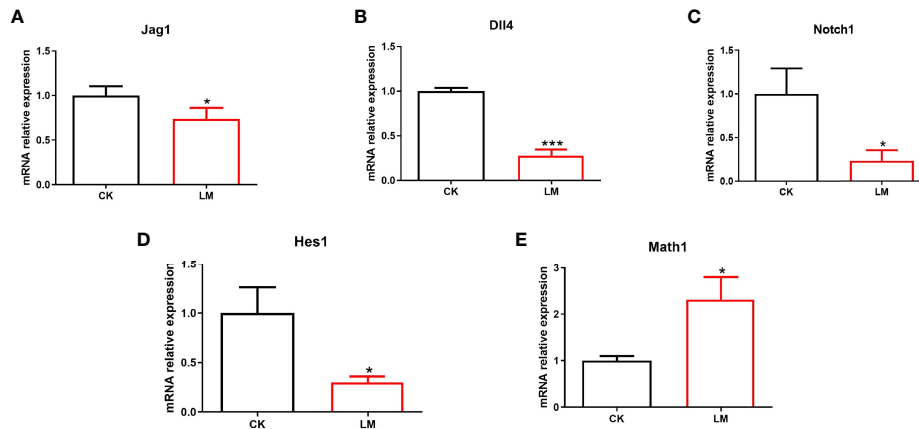 A
Jag1
mRNA relative expression
1.5
1.0
0.5
0.0
*
CK
LM
B
Dll4
mRNA relative expression
1.5
1.0
0.5
0.0
***
CK
LM
C
Notch1
mRNA relative expression
1.5
1.0
0.5
0.0
*
CK
LM
D
Hes1
mRNA relative expression
1.5
1.0
0.5
0.0
*
CK
LM
E
Math1
mRNA relative expression
3
2
1
0
*
CK
LM